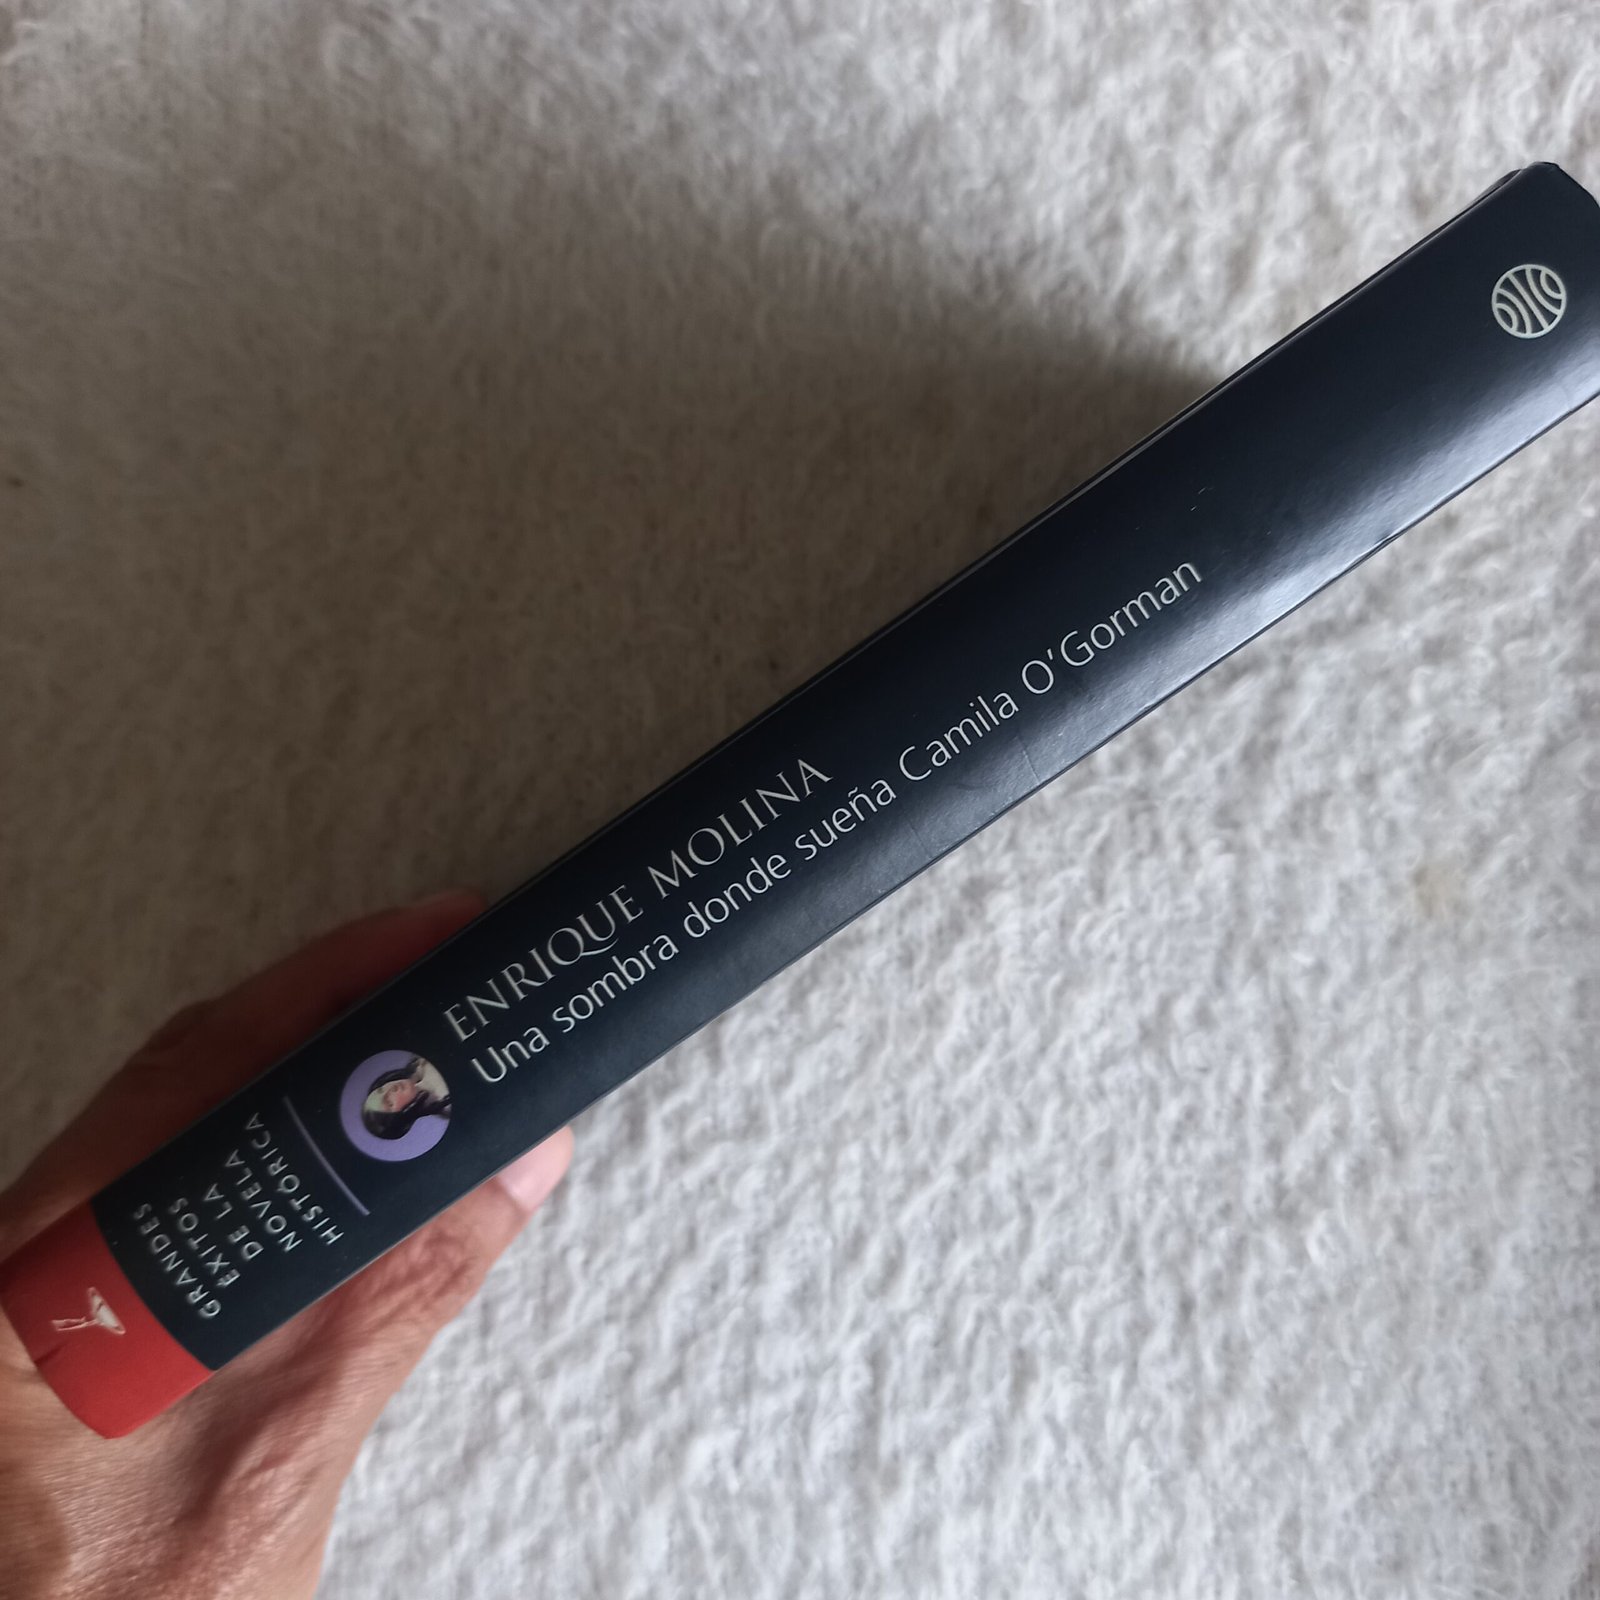 GRANDES
ÉXITOS
DE LA
NOVELA
HISTÓRICA
ENRIQUE MOLINA
Una sombra donde sueña Camila O'Gorman